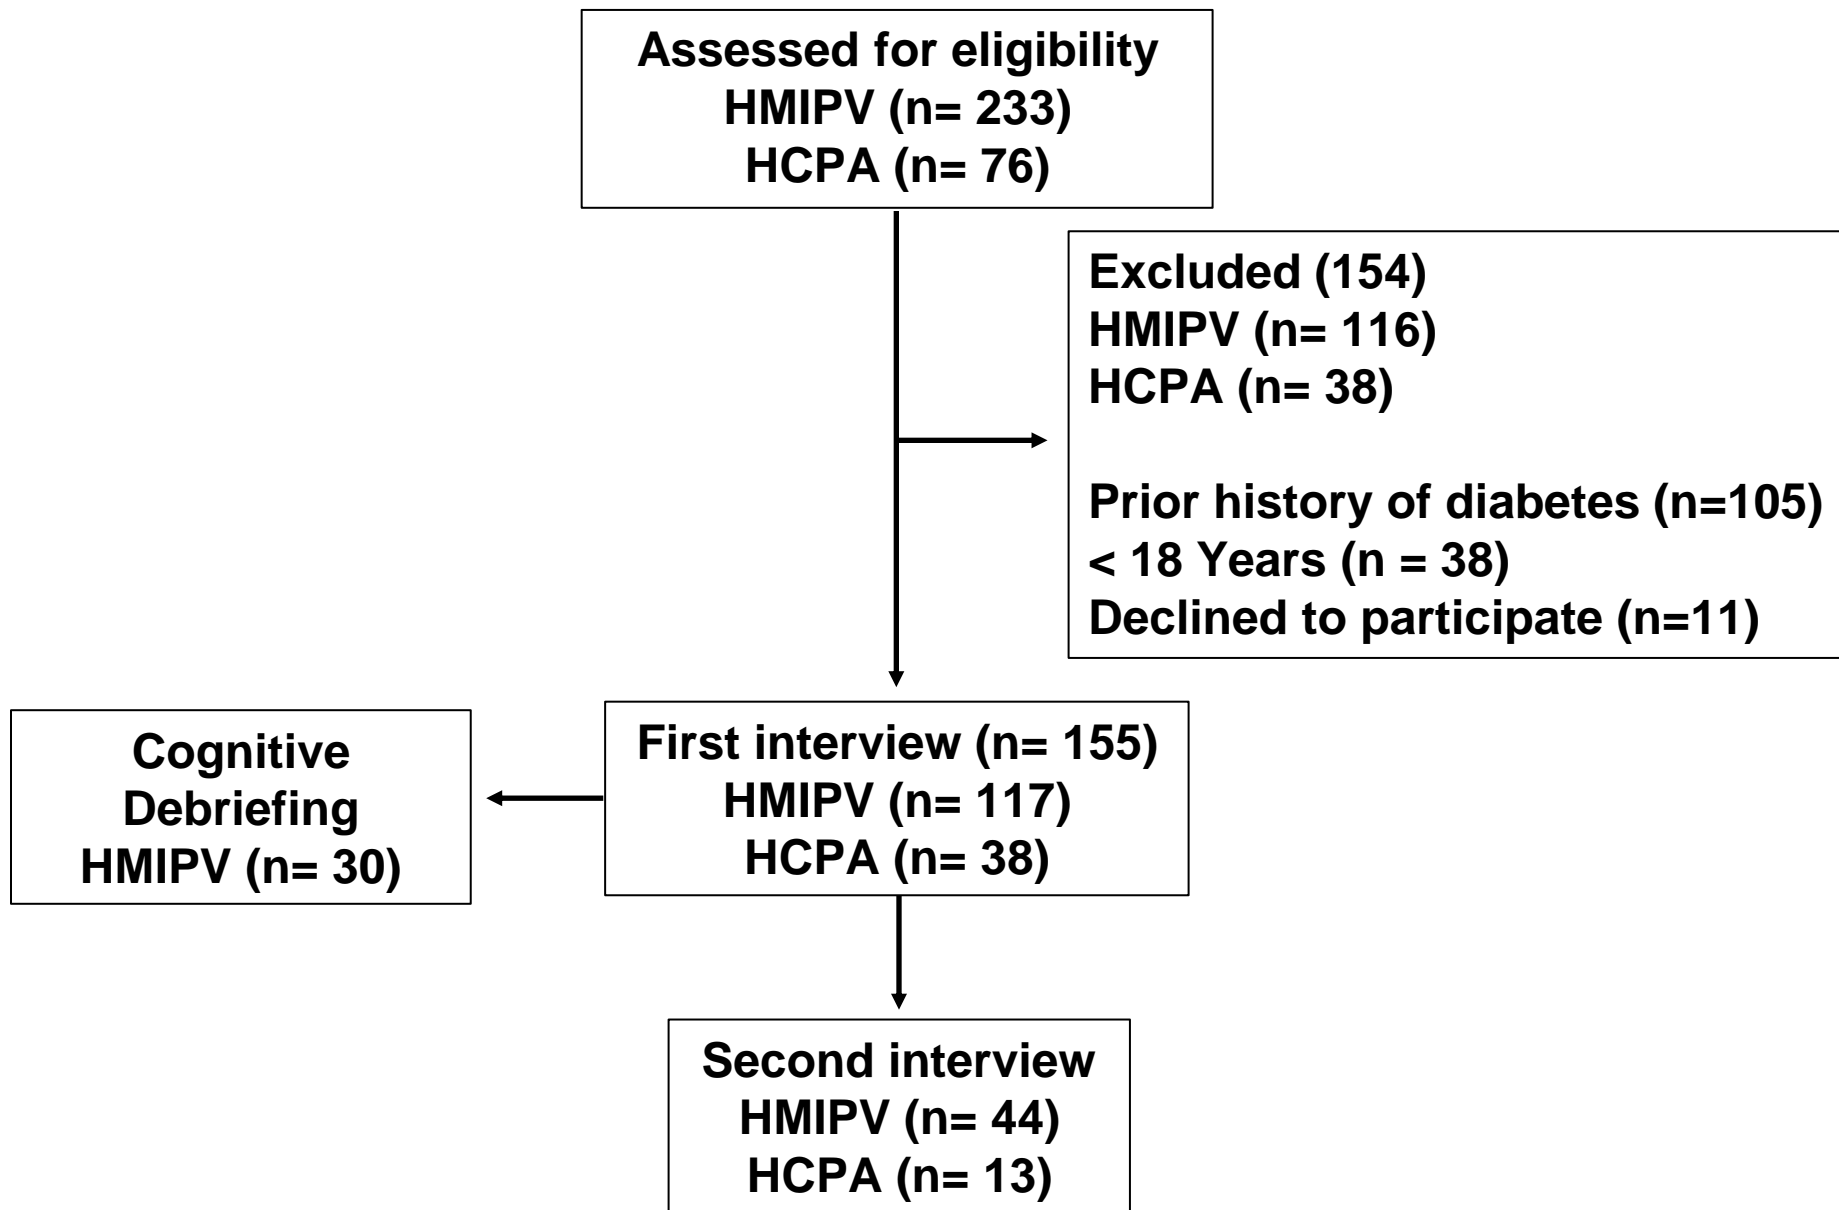 Assessed for eligibility
HMIPV (n= 233)
HCPA (n= 76)
Excluded (154)
HMIPV (n= 116)
HCPA (n= 38)
Prior history of diabetes (n=105)
< 18 Years (n = 38)
Declined to participate (n=11)
Cognitive
Debriefing
HMIPV (n= 30)
First interview (n= 155)
HMIPV (n= 117)
HCPA (n= 38)
Second interview
HMIPV (n= 44)
HCPA (n= 13)